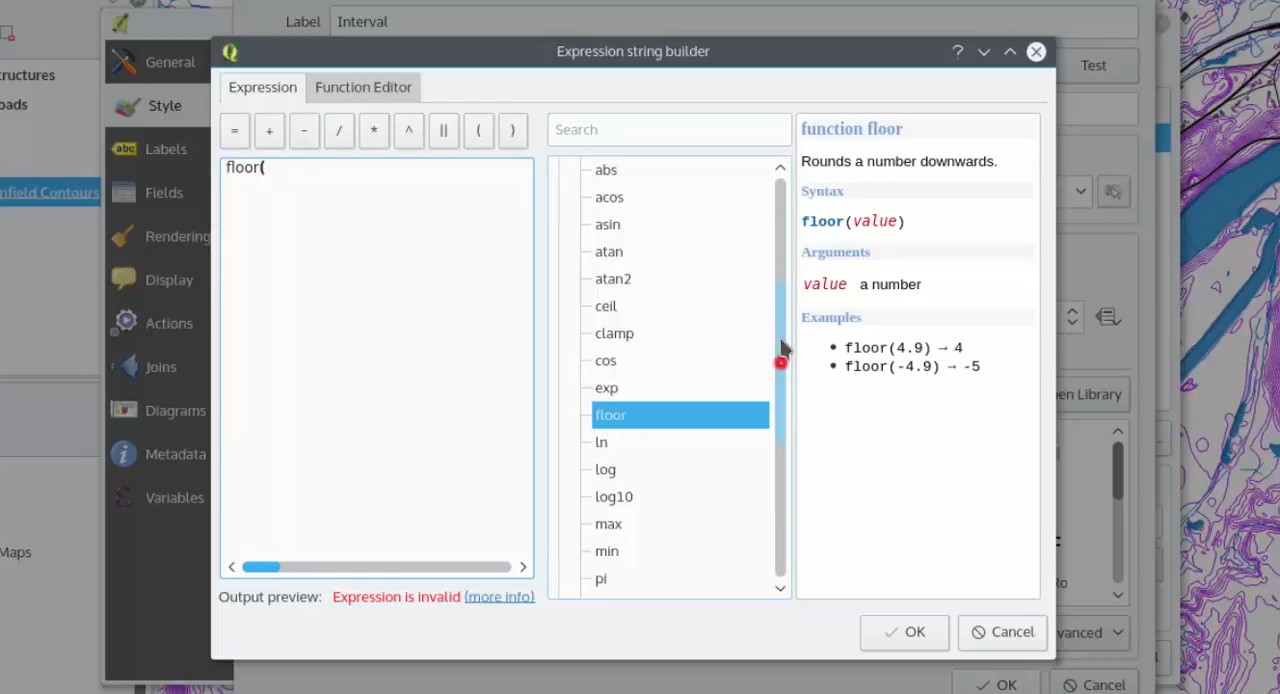 Label Interval
Expression string builder
?
Test
Expression
Function Editor
= + - / * ^ || ( )
Search
floor(
abs
acos
asin
atan
atan2
ceil
clamp
cos
exp
floor
ln
log
log10
max
min
pi
function floor
Rounds a number downwards.
Syntax
floor(value)
Arguments
value a number
Examples
• floor(4.9) → 4
• floor(-4.9) → -5
Output preview: Expression is invalid (more info)
OK
Cancel
tructures
oads
nfield Contours
Maps
General
Style
abc Labels
Fields
Rendering
Display
Actions
Joins
Diagrams
i Metadata
Variables
en Library
Ro
vanced
OK
Cancel